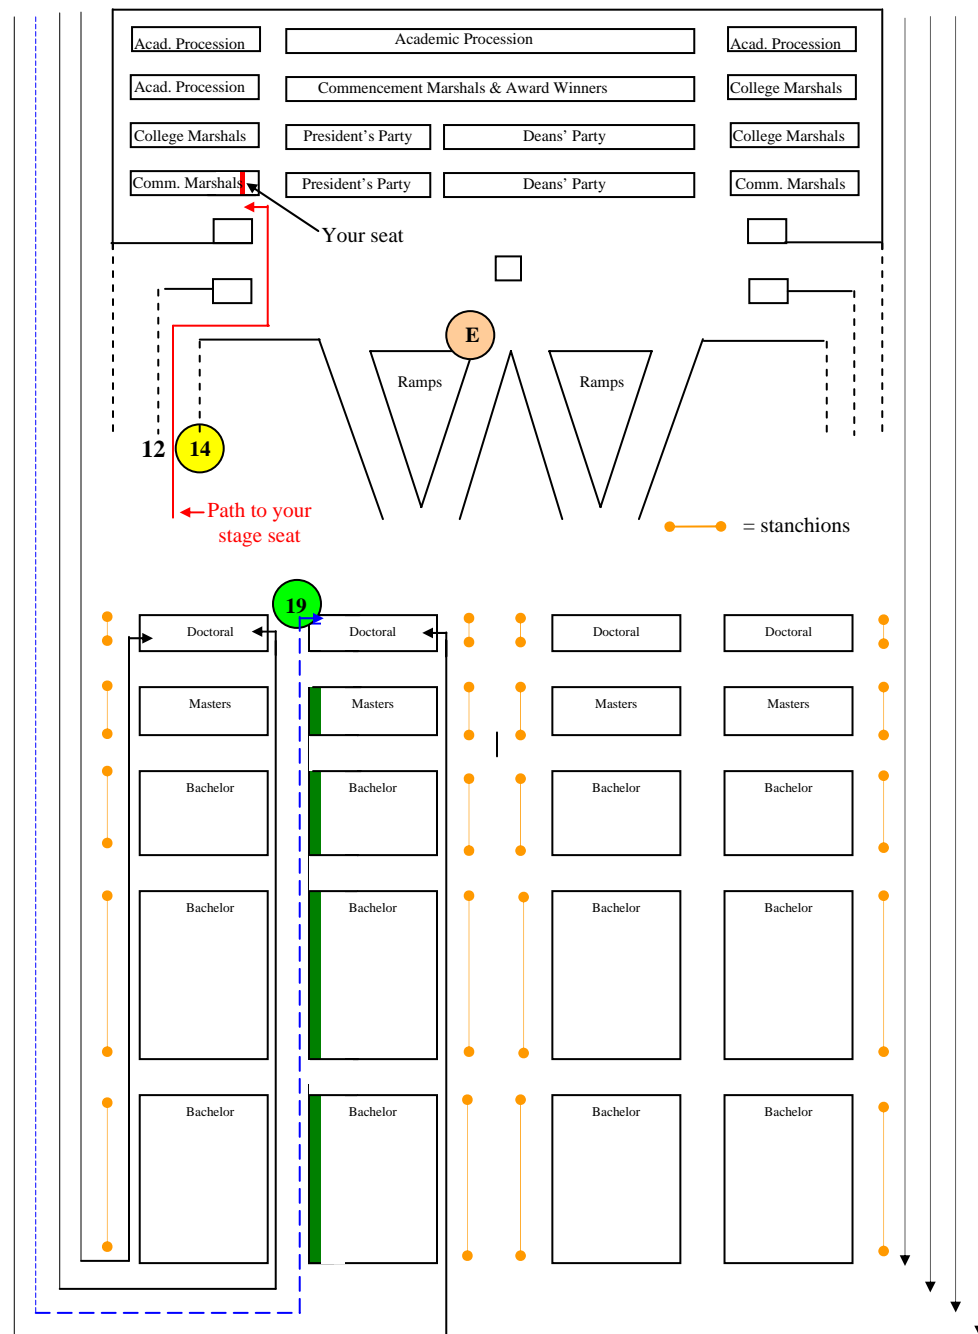 Acad. Procession
Academic Procession
Acad. Procession
Acad. Procession
Commencement Marshals & Award Winners
College Marshals
College Marshals
President's Party
Deans' Party
College Marshals
Comm. Marshals
President's Party
Deans' Party
Comm. Marshals
Your seat
E
Ramps
Ramps
12
14
Path to your
stage seat
= stanchions
19
Doctoral
Doctoral
Doctoral
Doctoral
Masters
Masters
Masters
Masters
Bachelor
Bachelor
Bachelor
Bachelor
Bachelor
Bachelor
Bachelor
Bachelor
Bachelor
Bachelor
Bachelor
Bachelor